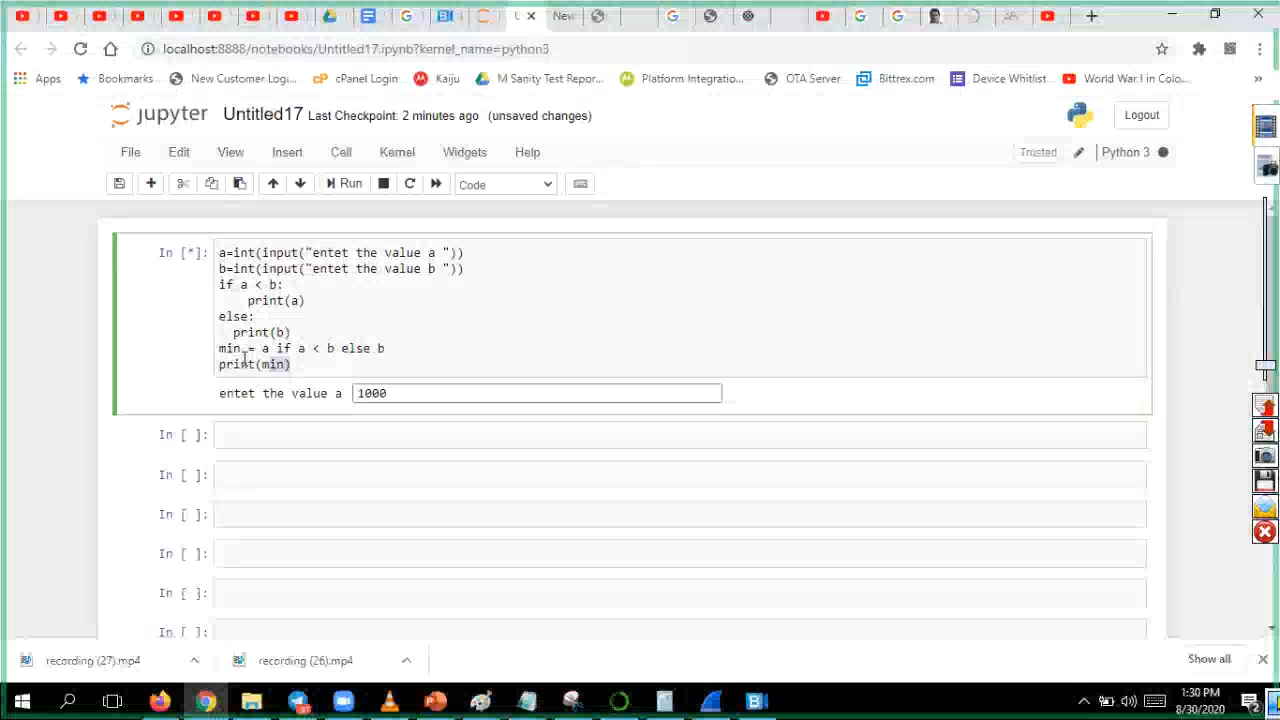 New
localhost:8888/notebooks/Untitled17.ipynb?kernel_name=python3
Apps Bookmarks New Customer Log... cPanel Login Kaiju M Sanity Test Repor... Platform Integratio... OTA Server Bittrex.com Device Whitlist World War I in Colo... »
jupyter Untitled17 Last Checkpoint: 2 minutes ago (unsaved changes) Logout
File Edit View Insert Cell Kernel Widgets Help Trusted Python 3
Run Code
In [*]: a=int(input("entet the value a "))
b=int(input("entet the value b "))
if a < b:
print(a)
else:
print(b)
min = a if a < b else b
print(min)
entet the value a 1000
In [ ]:
In [ ]:
In [ ]:
In [ ]:
In [ ]:
In [ ]:
recording (27).mp4 recording (26).mp4 Show all
1:30 PM
8/30/2020
2